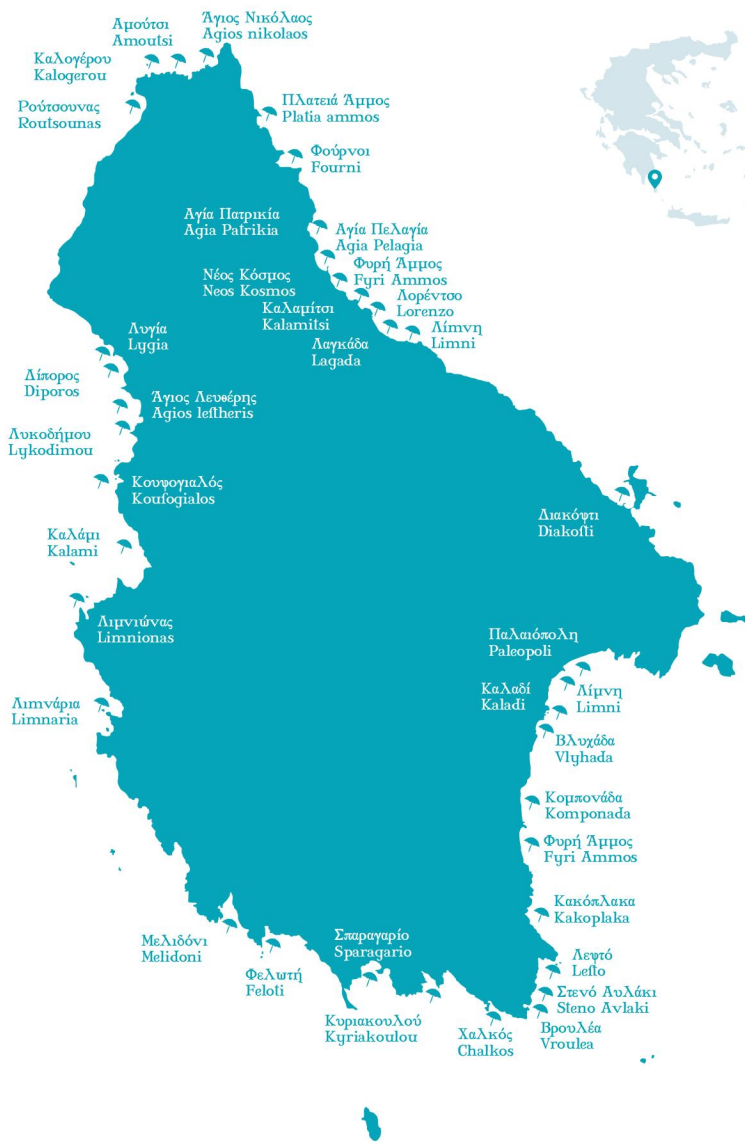 Αμούτσι
Amoutsi
Άγιος Νικόλαος
Agios nikolaos
Καλογέρου
Kalogerou
Ρούτσουνας
Routsounas
Πλατειά Άμμος
Platia ammos
Φούρνοι
Fourni
Αγία Πατρικία
Agia Patrikia
Αγία Πελαγία
Agia Pelagia
Φυρή Άμμος
Fyri Ammos
Νέος Κόσμος
Neos Kosmos
Λορέντσο
Lorenzo
Καλαμίτσι
Kalamitsi
Λίμνη
Limni
Λαγκάδα
Lagada
Λυγία
Lygia
Δίπορος
Diporos
Άγιος Λευθέρης
Agios leftheris
Λυκοδήμου
Lykodimou
Κουφογιαλός
Koufogialos
Διακόφτι
Diakofti
Καλάμι
Kalami
Λιμνιώνας
Limnionas
Παλαιόπολη
Paleopoli
Καλαδί
Kaladi
Λίμνη
Limni
Λιμνάρια
Limnaria
Βλυχάδα
Vlyhada
Κομπονάδα
Komponada
Φυρή Άμμος
Fyri Ammos
Κακόπλακα
Kakoplaka
Μελιδόνι
Melidoni
Φελωτή
Feloti
Σπαραγαρίο
Sparagario
Λεφτό
Lefto
Στενό Αυλάκι
Steno Avlaki
Κυριακουλού
Kyriakoulou
Χαλκός
Chalkos
Βρουλέα
Vroulea